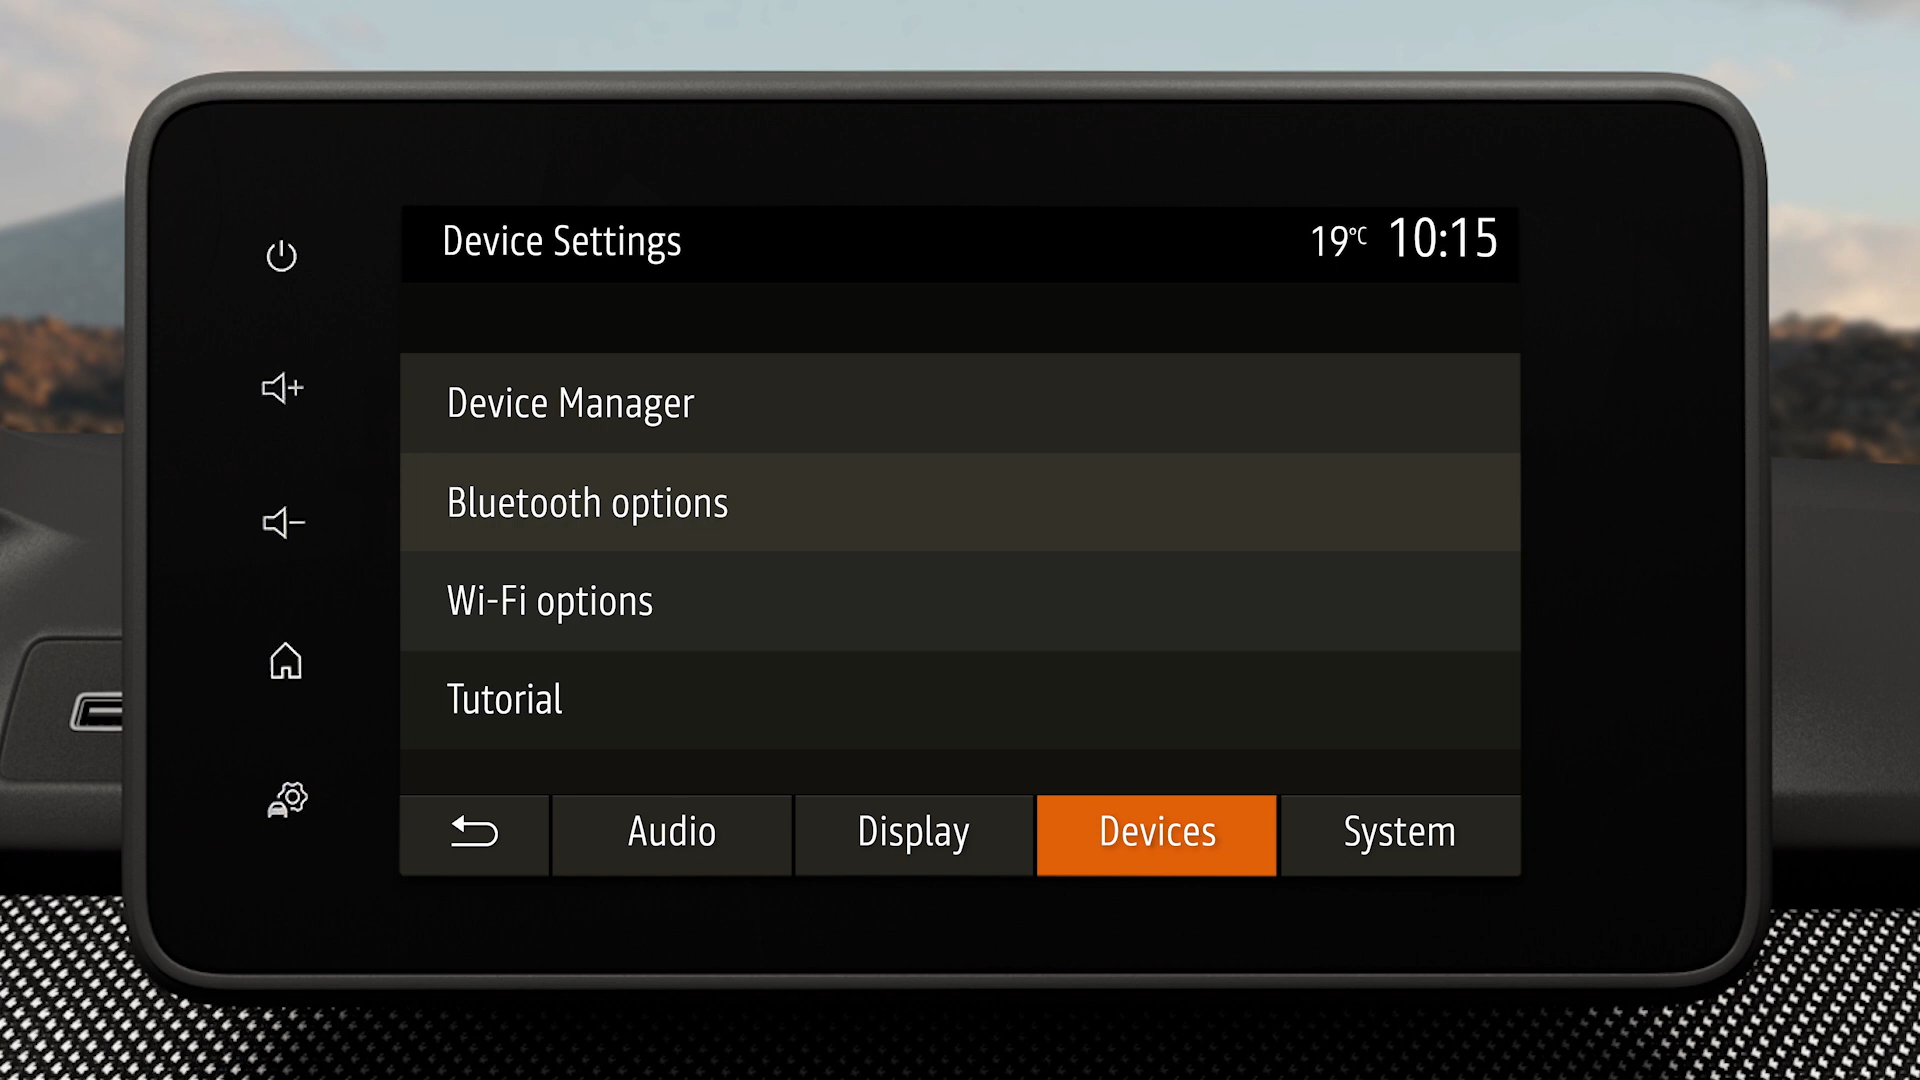 Device Settings
19°C 10:15
Device Manager
Bluetooth options
Wi-Fi options
Tutorial
Audio
Display
Devices
System